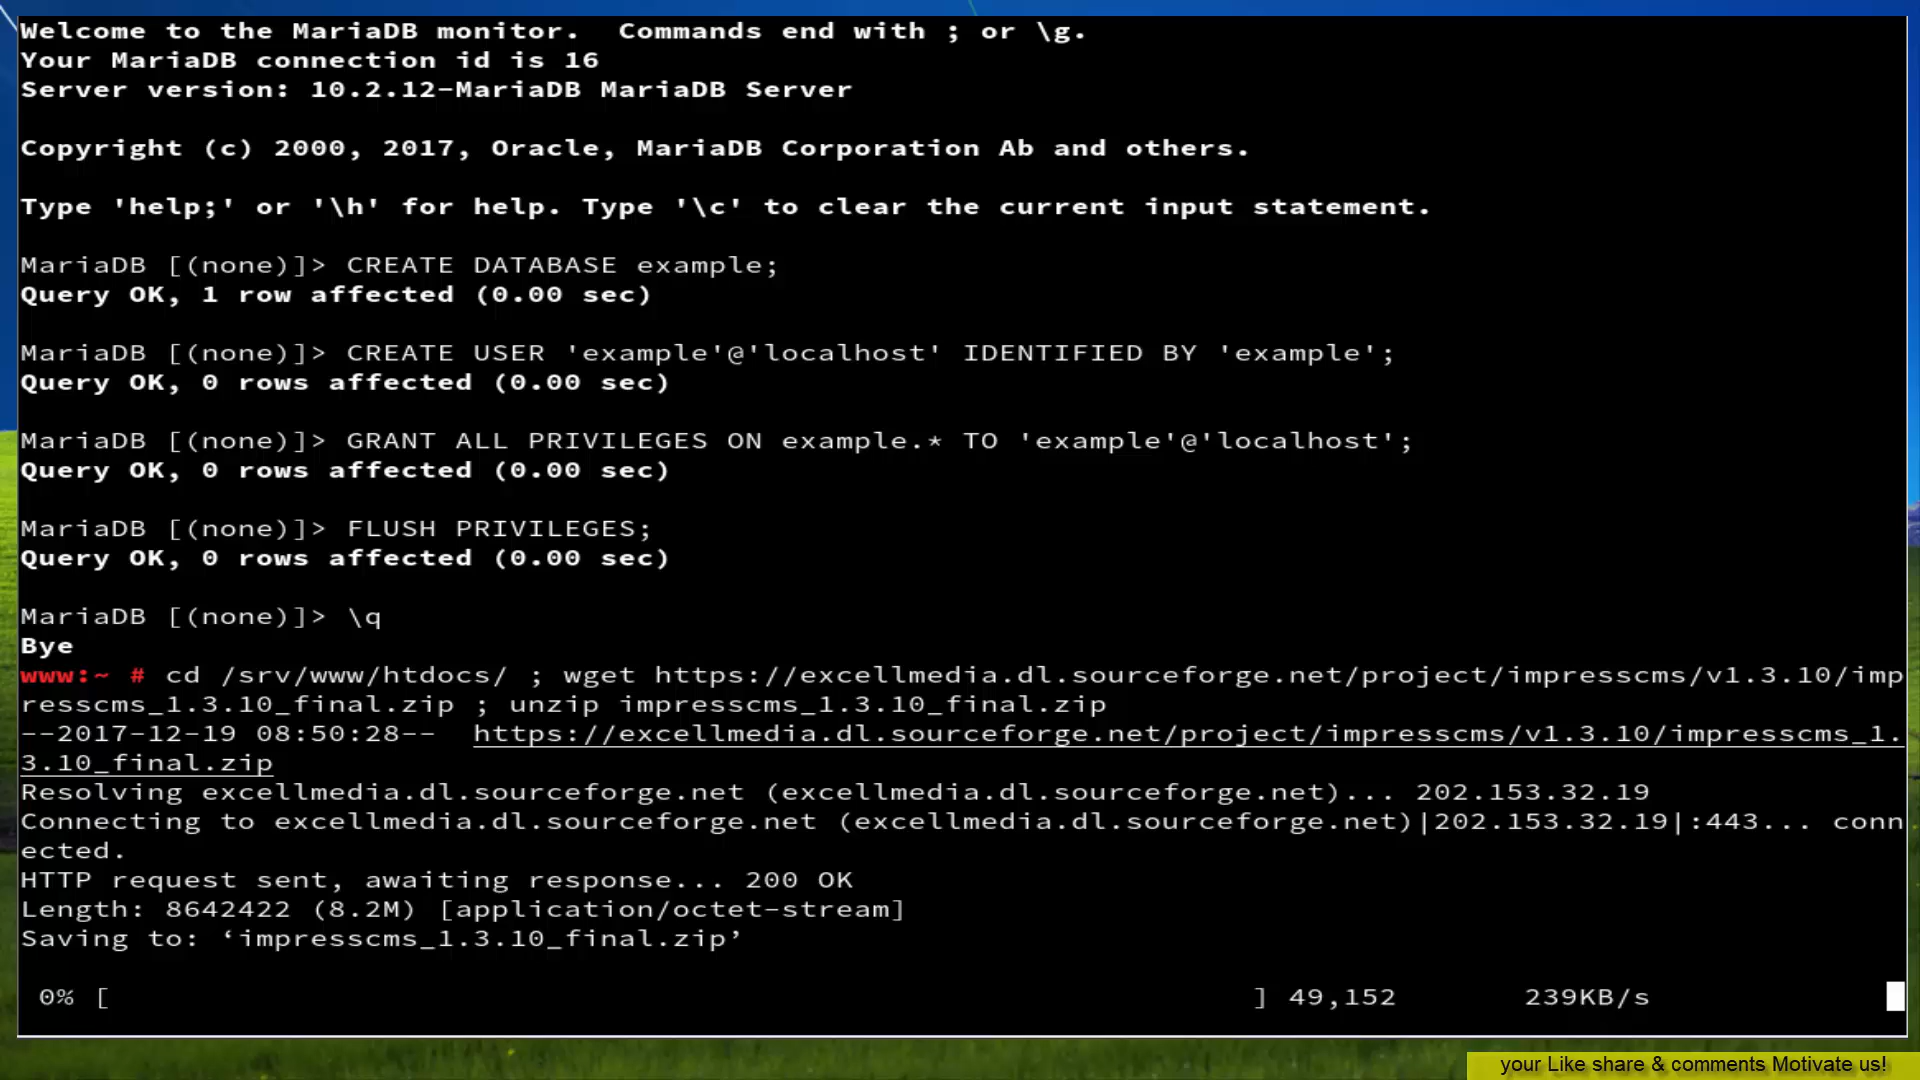 Welcome to the MariaDB monitor.  Commands end with ; or \g.
Your MariaDB connection id is 16
Server version: 10.2.12-MariaDB MariaDB Server
Copyright (c) 2000, 2017, Oracle, MariaDB Corporation Ab and others.
Type 'help;' or '\h' for help. Type '\c' to clear the current input statement.
MariaDB [(none)]> CREATE DATABASE example;
Query OK, 1 row affected (0.00 sec)
MariaDB [(none)]> CREATE USER 'example'@'localhost' IDENTIFIED BY 'example';
Query OK, 0 rows affected (0.00 sec)
MariaDB [(none)]> GRANT ALL PRIVILEGES ON example.* TO 'example'@'localhost';
Query OK, 0 rows affected (0.00 sec)
MariaDB [(none)]> FLUSH PRIVILEGES;
Query OK, 0 rows affected (0.00 sec)
MariaDB [(none)]> \q
Bye
www:~ # cd /srv/www/htdocs/ ; wget https://excellmedia.dl.sourceforge.net/project/impresscms/v1.3.10/imp
resscms_1.3.10_final.zip ; unzip impresscms_1.3.10_final.zip
--2017-12-19 08:50:28--  https://excellmedia.dl.sourceforge.net/project/impresscms/v1.3.10/impresscms_1.
3.10_final.zip
Resolving excellmedia.dl.sourceforge.net (excellmedia.dl.sourceforge.net)... 202.153.32.19
Connecting to excellmedia.dl.sourceforge.net (excellmedia.dl.sourceforge.net)|202.153.32.19|:443... conn
ected.
HTTP request sent, awaiting response... 200 OK
Length: 8642422 (8.2M) [application/octet-stream]
Saving to: ‘impresscms_1.3.10_final.zip’
0% [ ] 49,152 239KB/s
your Like share & comments Motivate us!